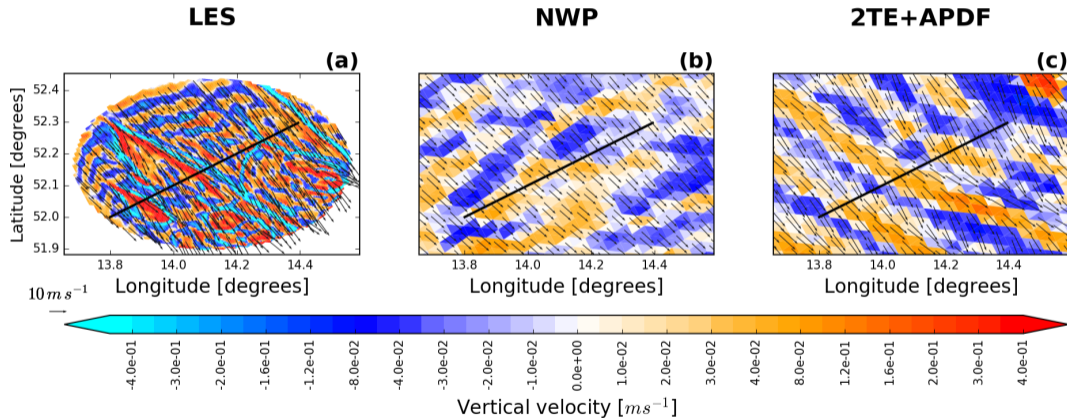 LES
NWP
2TE+APDF
(a)
(b)
(c)
Latitude [degrees]
52.4
52.3
52.2
52.1
52.0
51.9
13.8 14.0 14.2 14.4
13.8 14.0 14.2 14.4
13.8 14.0 14.2 14.4
Longitude [degrees]
Longitude [degrees]
Longitude [degrees]
10 m s⁻¹
-4.0e-01
-3.0e-01
-2.0e-01
-1.6e-01
-1.2e-01
-8.0e-02
-4.0e-02
-3.0e-02
-2.0e-02
-1.0e-02
0.0e+00
1.0e-02
2.0e-02
3.0e-02
4.0e-02
8.0e-02
1.2e-01
1.6e-01
2.0e-01
3.0e-01
4.0e-01
Vertical velocity [ms⁻¹]